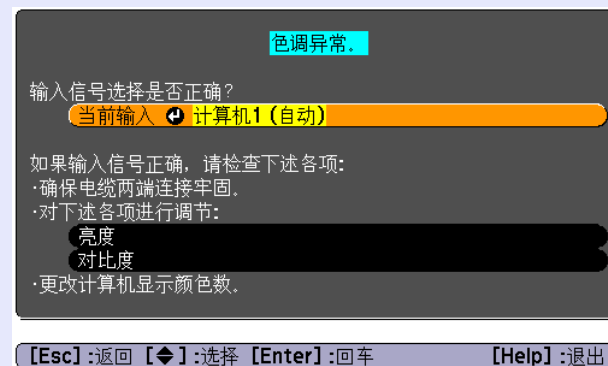 色调异常．
输入信号选择是否正确?
当前输入 计算机1 (自动)
如果输入信号正确，请检查下述各项:
·确保电缆两端连接牢固．
·对下述各项进行调节:
亮度
对比度
·更改计算机显示颜色数．
[Esc] :返回 [◆] :选择 [Enter] :回车 [Help] :退出